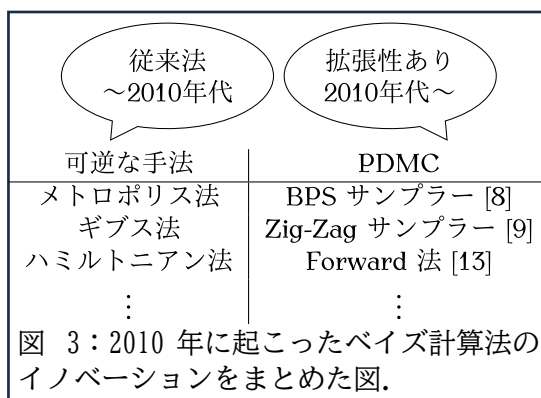 従来法
～2010年代
拡張性あり
2010年代～
可逆な手法 PDMC
メトロポリス法 BPS サンプラー [8]
ギブス法 Zig-Zag サンプラー [9]
ハミルトニアン法 Forward 法 [13]
⋮ ⋮
図 3：2010 年に起こったベイズ計算法の
イノベーションをまとめた図.